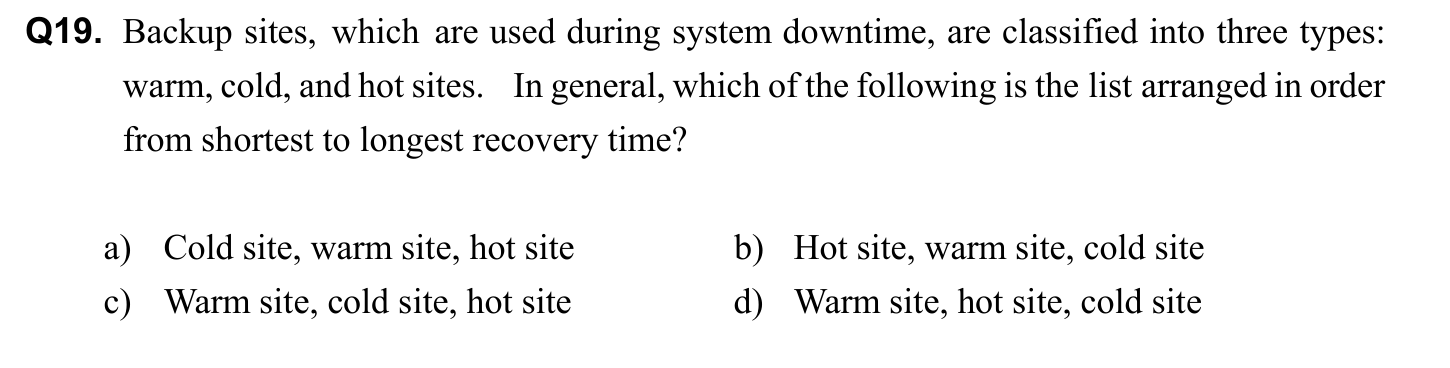 Q19. Backup sites, which are used during system downtime, are classified into three types:
warm, cold, and hot sites. In general, which of the following is the list arranged in order
from shortest to longest recovery time?
a) Cold site, warm site, hot site b) Hot site, warm site, cold site
c) Warm site, cold site, hot site d) Warm site, hot site, cold site